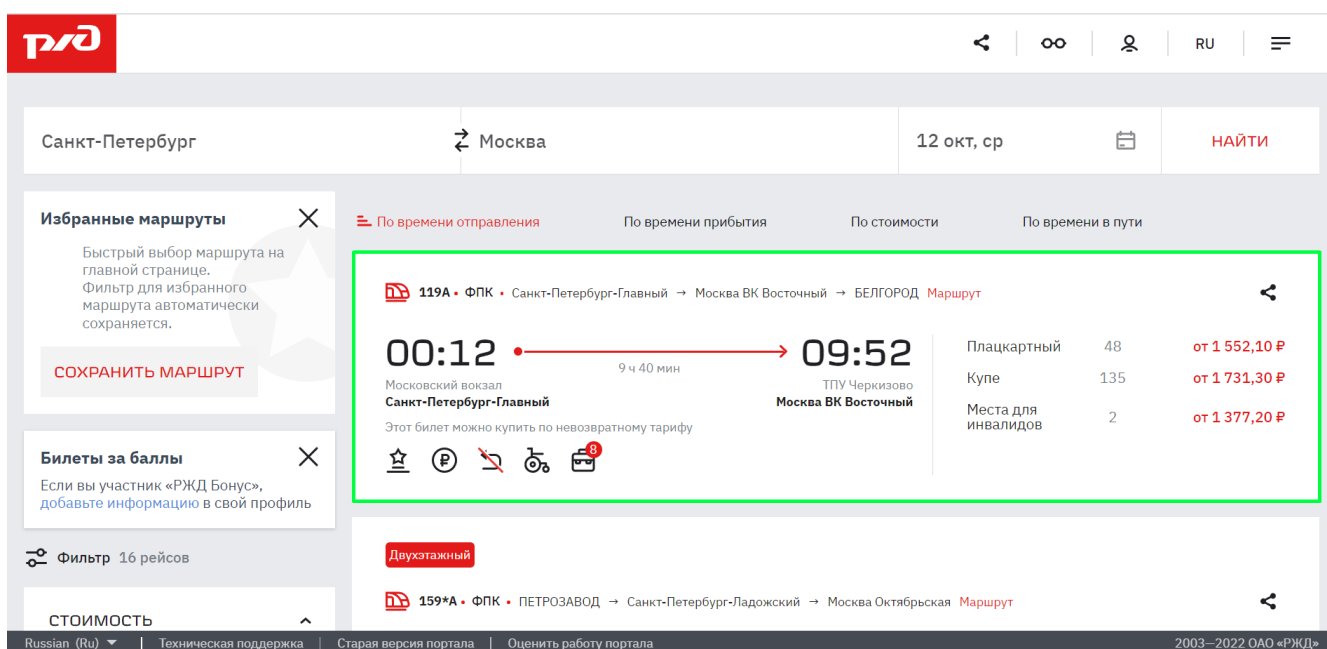 РЖД
RU
Санкт-Петербург
Москва
12 окт, ср
НАЙТИ
Избранные маршруты
Быстрый выбор маршрута на
главной странице.
Фильтр для избранного
маршрута автоматически
сохраняется.
СОХРАНИТЬ МАРШРУТ
Билеты за баллы
Если вы участник «РЖД Бонус»,
добавьте информацию в свой профиль
Фильтр 16 рейсов
СТОИМОСТЬ
По времени отправления
По времени прибытия
По стоимости
По времени в пути
119А • ФПК • Санкт-Петербург-Главный → Москва ВК Восточный → БЕЛГОРОД Маршрут
00:12
9 ч 40 мин
09:52
Московский вокзал
Санкт-Петербург-Главный
ТПУ Черкизово
Москва ВК Восточный
Этот билет можно купить по невозвратному тарифу
8
Плацкартный 48 от 1 552,10 ₽
Купе 135 от 1 731,30 ₽
Места для
инвалидов 2 от 1 377,20 ₽
Двухэтажный
159*А • ФПК • ПЕТРОЗАВОД → Санкт-Петербург-Ладожский → Москва Октябрьская Маршрут
Russian (Ru) | Техническая поддержка | Старая версия портала | Оценить работу портала
2003—2022 ОАО «РЖД»